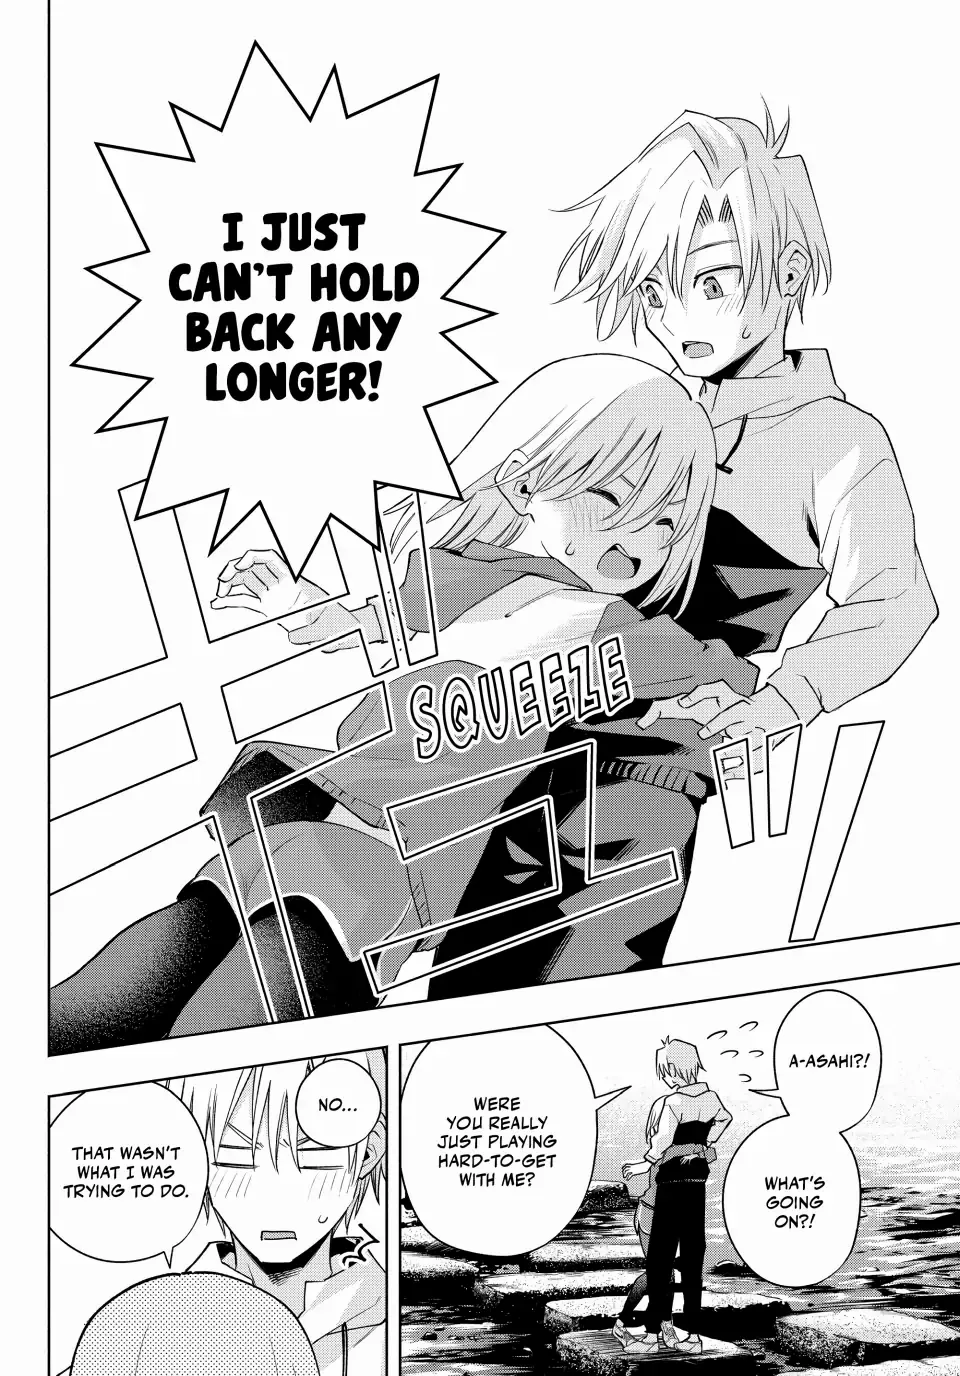 I JUST
CAN'T HOLD
BACK ANY
LONGER!
SQUEEZE
A-ASAHI?!
WHAT'S
GOING
ON?!
WERE
YOU REALLY
JUST PLAYING
HARD-TO-GET
WITH ME?
NO...
THAT WASN'T
WHAT I WAS
TRYING TO DO.